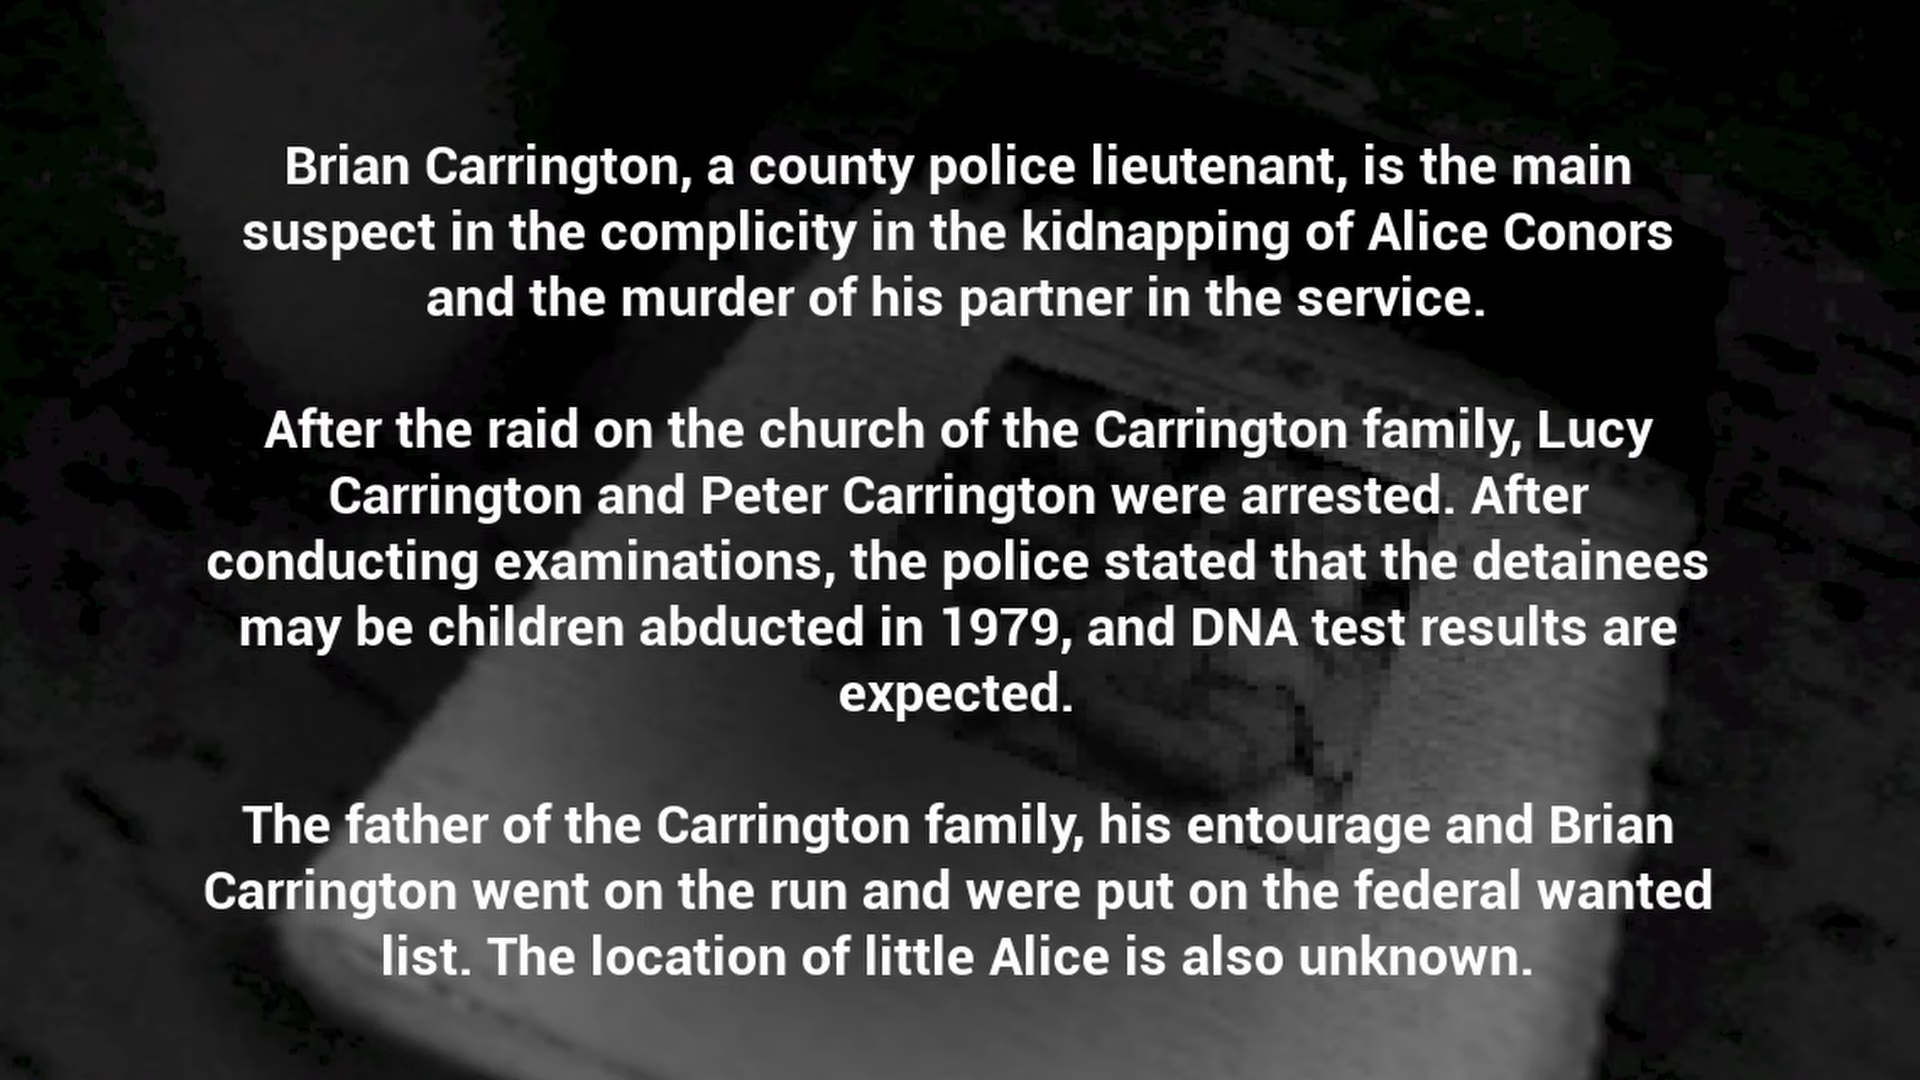 Brian Carrington, a county police lieutenant, is the main
suspect in the complicity in the kidnapping of Alice Conors
and the murder of his partner in the service.
After the raid on the church of the Carrington family, Lucy
Carrington and Peter Carrington were arrested. After
conducting examinations, the police stated that the detainees
may be children abducted in 1979, and DNA test results are
expected.
The father of the Carrington family, his entourage and Brian
Carrington went on the run and were put on the federal wanted
list. The location of little Alice is also unknown.